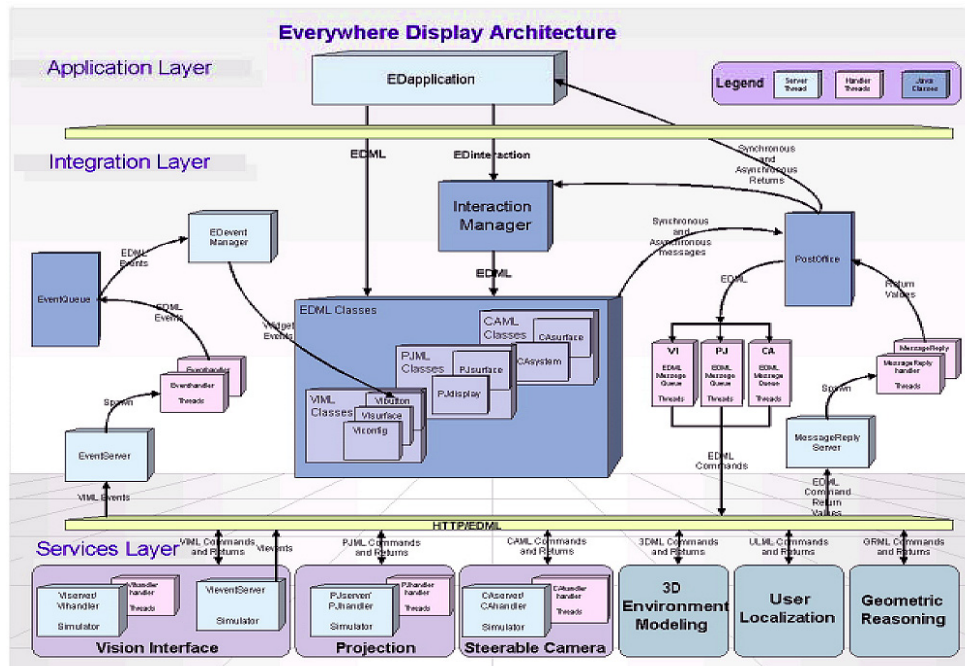 Everywhere Display Architecture
Application Layer
EDapplication
Legend
Server
Thread
Handler
Threads
Java
Classes
Integration Layer
EDML
EDinteraction
Synchronous
and
Asynchronous
Returns
Interaction
Manager
EDevent
Manager
EDML
Events
EventQueue
EDML
Events
Synchronous
and
Asynchronous
messages
PostOffice
EDML
EDML
Return
Values
Widget
Events
EDML Classes
CAML
Classes
CAsurface
CAsystem
PJML
Classes
PJsurface
PJdisplay
VIML
Classes
VIbutton
VIsurface
VIconfig
VI
EDML
Message
Queue
Threads
PJ
EDML
Message
Queue
Threads
CA
EDML
Message
Queue
Threads
Eventhandler
Eventhandler
Threads
Spawn
EventServer
VIML Events
MessageReply
MessageReply
handler
Threads
Spawn
MessageReply
Server
EDML
Commands
EDML
Command
Return
Values
HTTP/EDML
Services Layer
VIML Commands
and Returns
VIevents
PJML Commands
and Returns
CAML Commands
and Returns
3DML Commands
and Returns
ULML Commands
and Returns
GRML Commands
and Returns
VIserver/
VIhandler
Simulator
VIhandler
handler
Threads
VIeventServer
Simulator
Vision Interface
PJserver/
PJhandler
Simulator
PJhandler
handler
Threads
Projection
CAserver/
CAhandler
Simulator
CAhandler
handler
Threads
Steerable Camera
3D
Environment
Modeling
User
Localization
Geometric
Reasoning